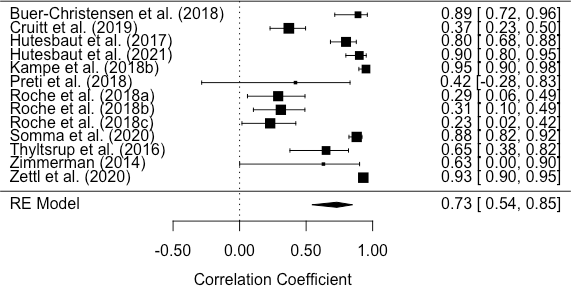 Buer-Christensen et al. (2018) 0.89 [ 0.72, 0.96]
Cruitt et al. (2019) 0.37 [ 0.23, 0.50]
Hutesbaut et al. (2017) 0.80 [ 0.68, 0.88]
Hutesbaut et al. (2021) 0.90 [ 0.80, 0.95]
Kampe et al. (2018b) 0.95 [ 0.90, 0.98]
Preti et al. (2018) 0.42 [-0.28, 0.83]
Roche et al. (2018a) 0.29 [ 0.06, 0.49]
Roche et al. (2018b) 0.31 [ 0.10, 0.49]
Roche et al. (2018c) 0.23 [ 0.02, 0.42]
Somma et al. (2020) 0.88 [ 0.82, 0.92]
Thyltsrup et al. (2016) 0.65 [ 0.38, 0.82]
Zimmerman (2014) 0.63 [ 0.00, 0.90]
Zettl et al. (2020) 0.93 [ 0.90, 0.95]
RE Model 0.73 [ 0.54, 0.85]
-0.50 0.00 0.50 1.00
Correlation Coefficient